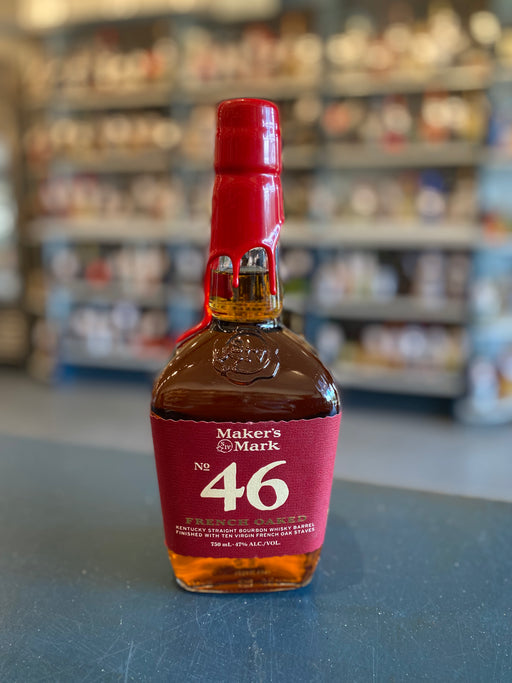 Maker's
SIV Mark
Nº 46
FRENCH OAKED
KENTUCKY STRAIGHT BOURBON WHISKY BARREL
FINISHED WITH TEN VIRGIN FRENCH OAK STAVES
750 mL · 47% ALC./VOL.